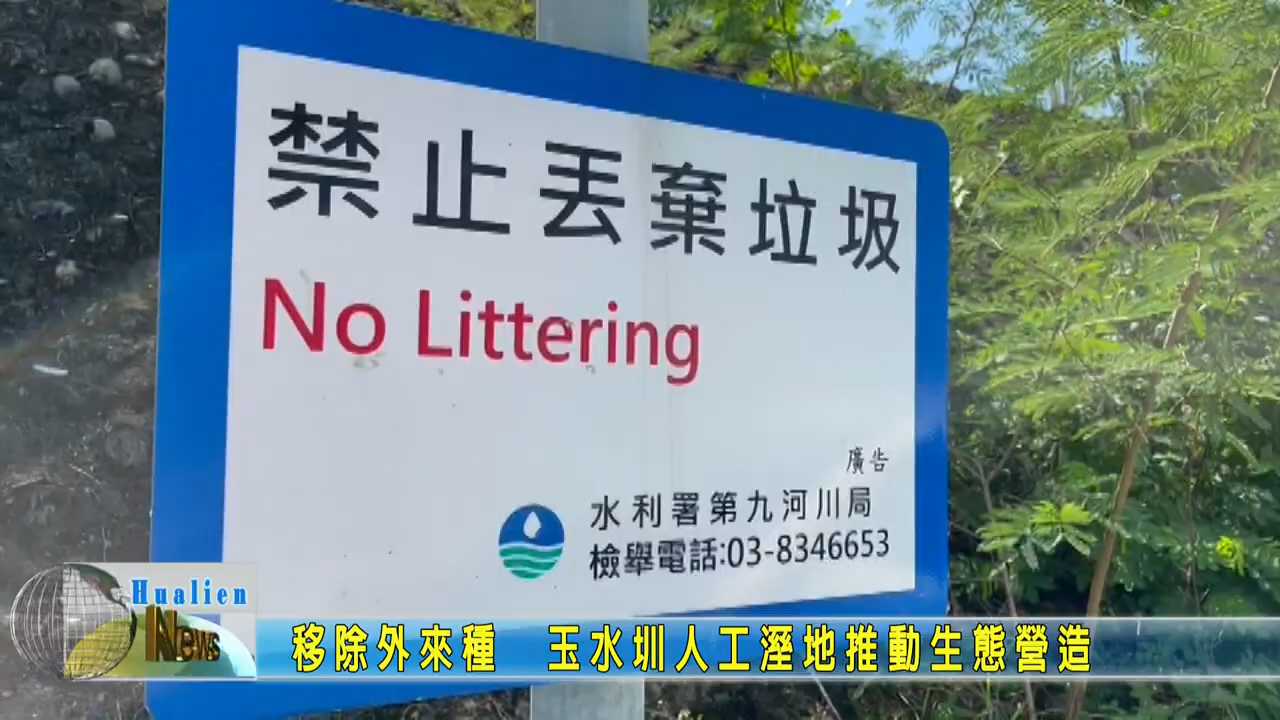 禁止丟棄垃圾
No Littering
廣告
水利署第九河川局
檢舉電話:03-8346653
Hualien
News
移除外來種 玉水圳人工溼地推動生態營造